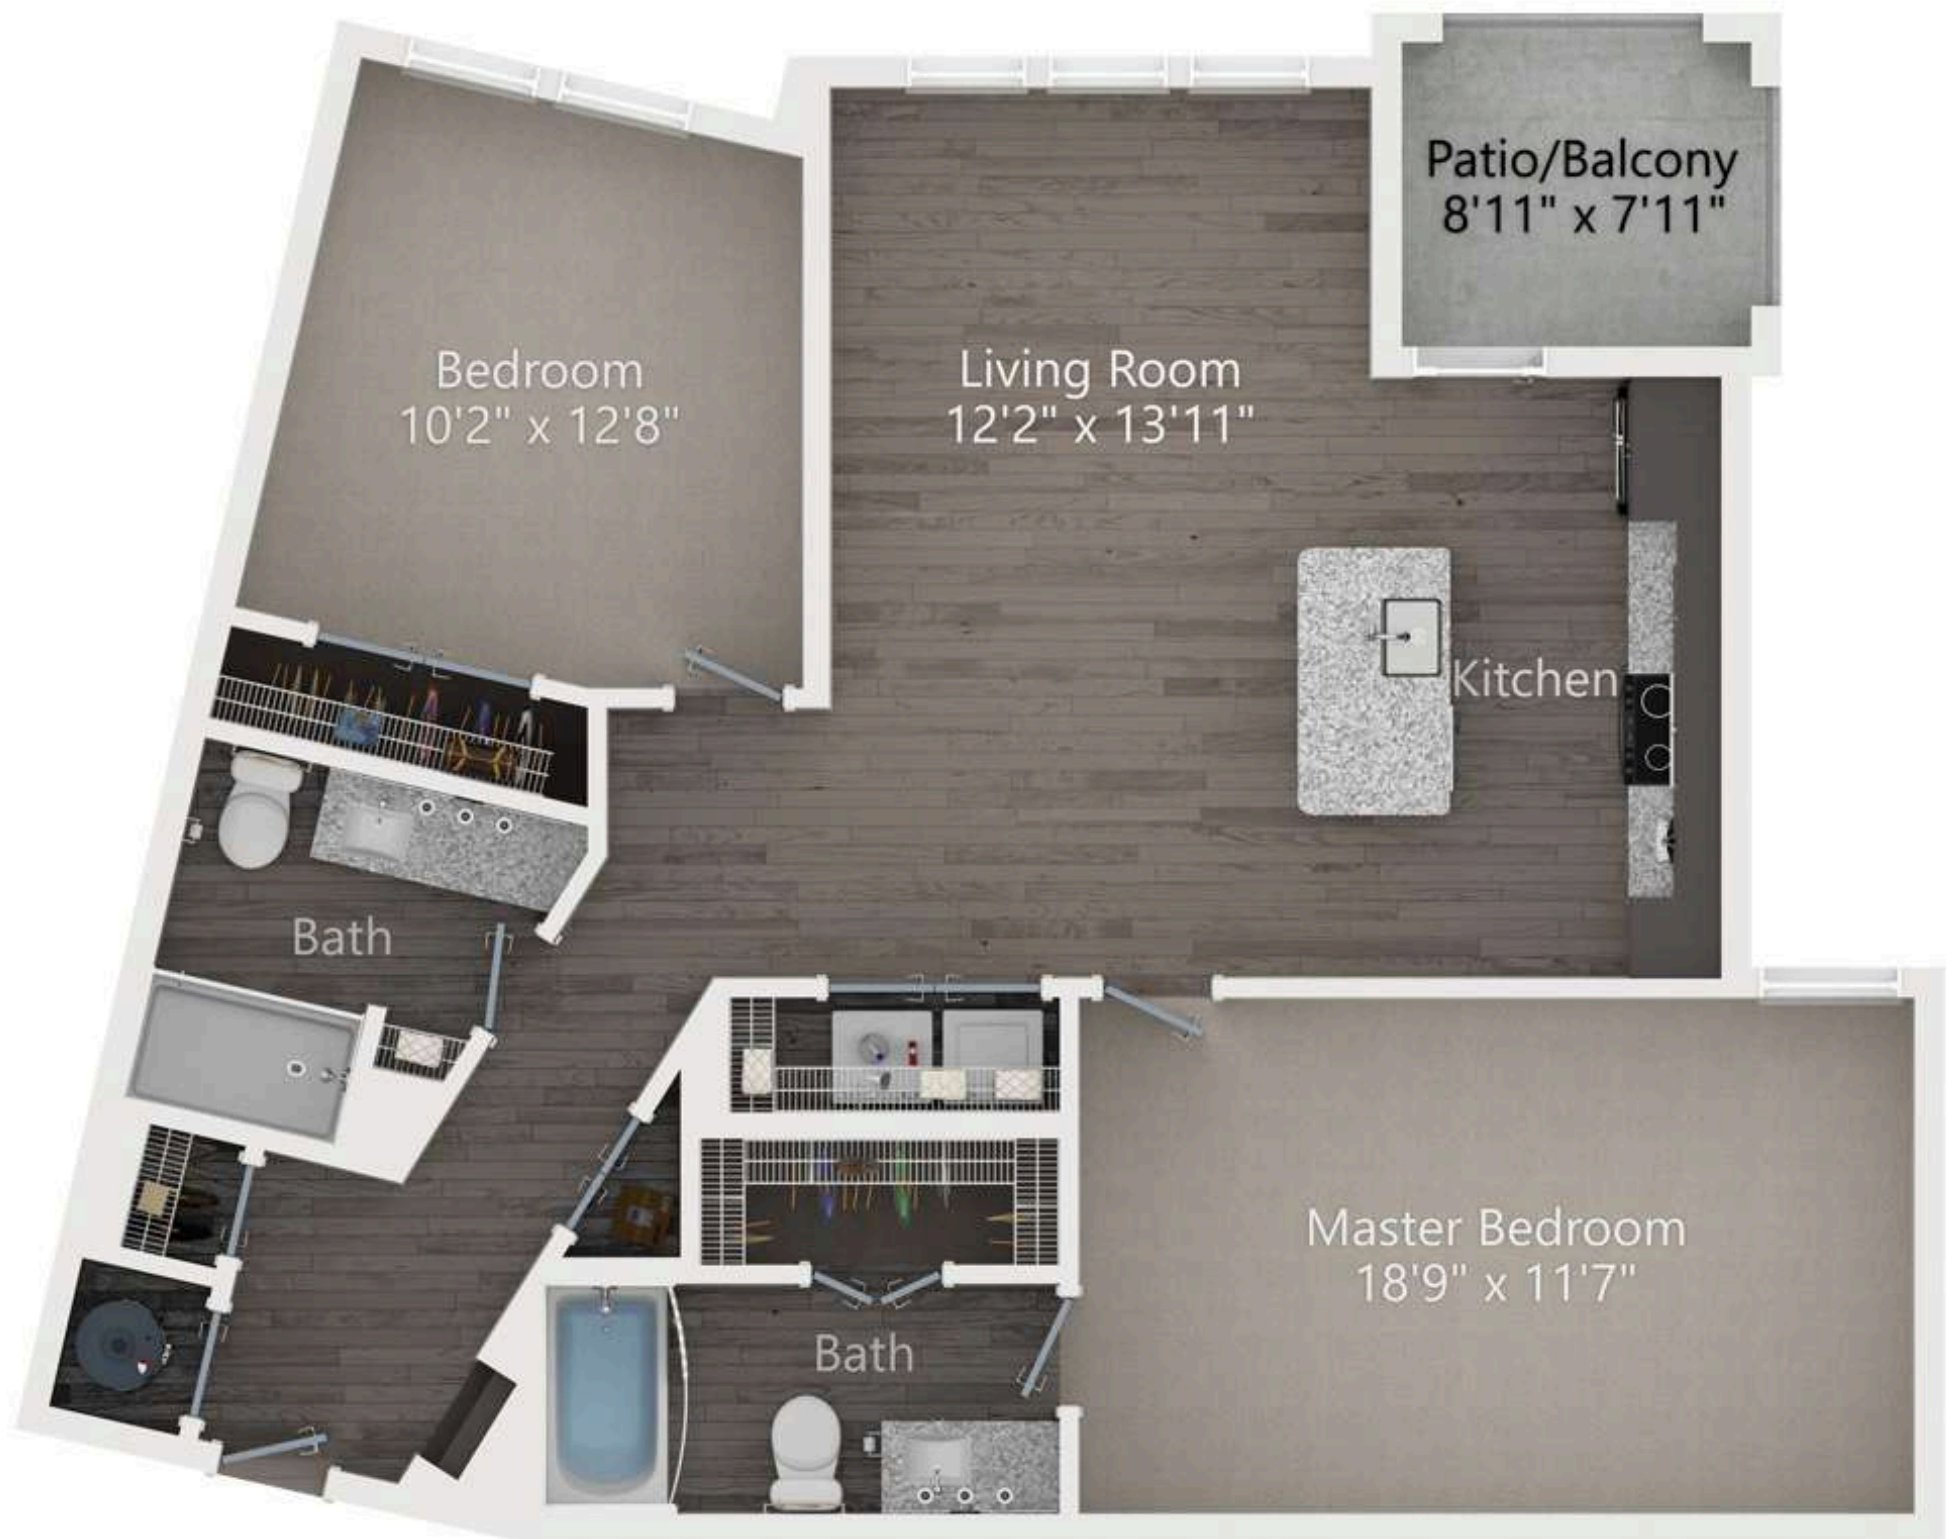 Patio/Balcony
8'11" x 7'11"
Bedroom
10'2" x 12'8"
Living Room
12'2" x 13'11"
Kitchen
Bath
Master Bedroom
18'9" x 11'7"
Bath